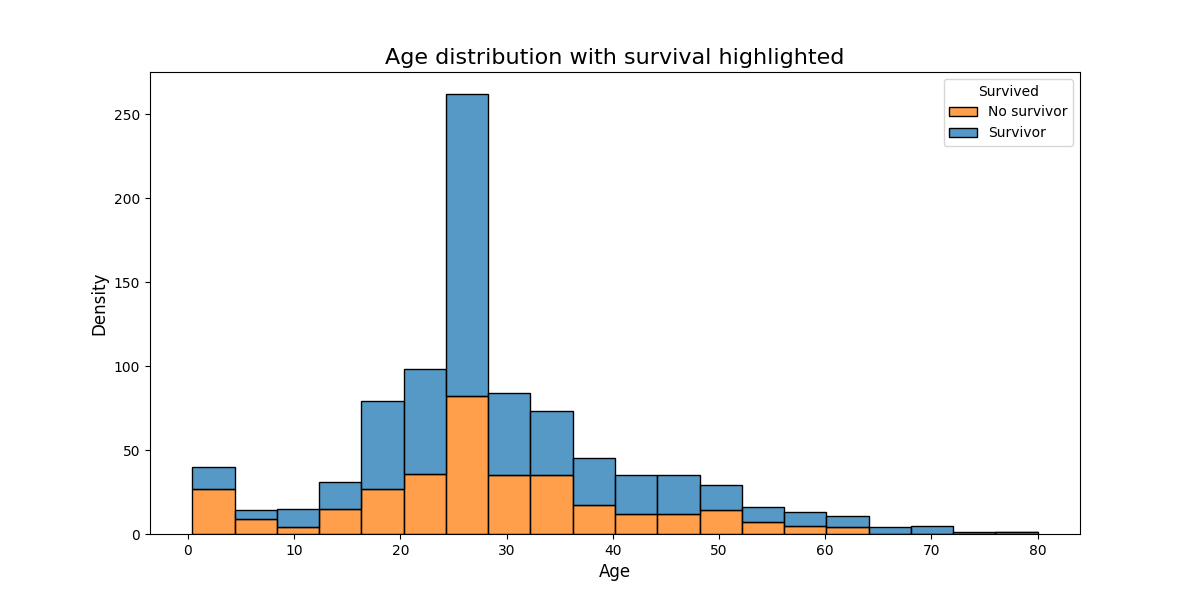 Age distribution with survival highlighted
Survived
No survivor
Survivor
250
200
150
100
50
0
Density
0 10 20 30 40 50 60 70 80
Age